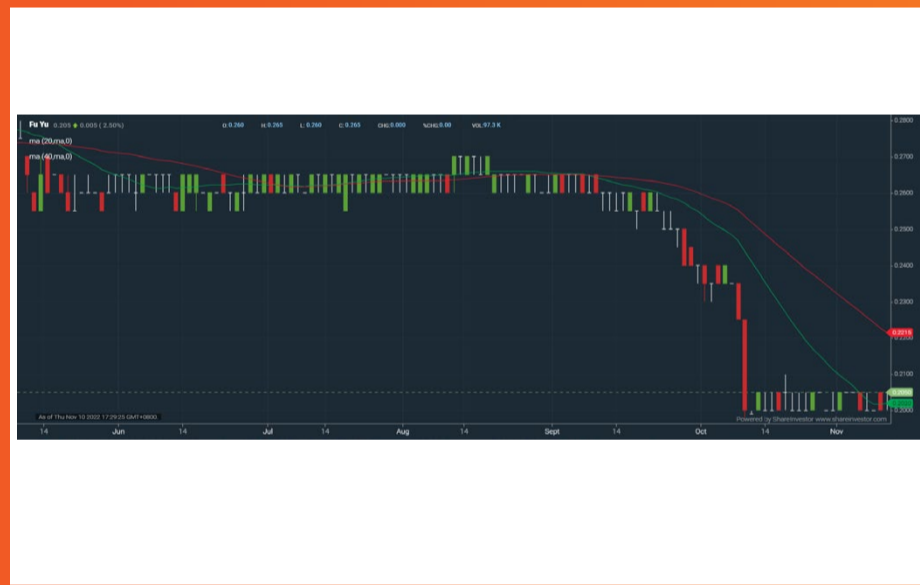 Fu Yu 0.205 0.005 ( 2.50%) O:0.260 H:0.265 L: 0.260 C: 0.265 CHG:0.000 %CHG:0.00 VOL:97.3 K
ma (20,ma,0)
ma (40,ma,0)
0.2800
0.2700
0.2600
0.2500
0.2400
0.2300
0.2200
0.2100
0.2000
As of Thu Nov 10 2022 17:29:25 GMT+0800
Powered by ShareInvestor www.shareinvestor.com
14 Jun 14 Jul 14 Aug 14 Sept 14 Oct 14 Nov